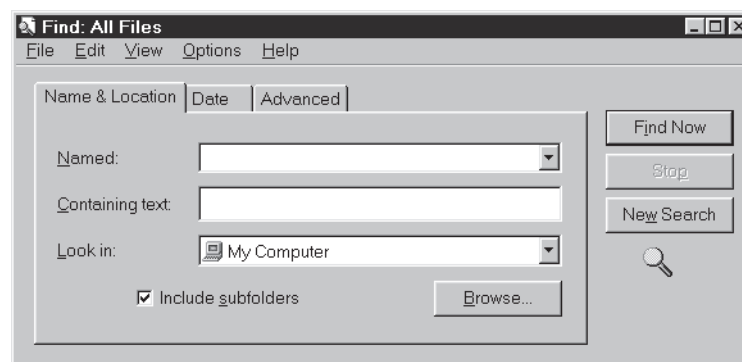 Find: All Files
File Edit View Options Help
Name & Location Date Advanced
Named:
Containing text:
Look in: My Computer
Include subfolders Browse...
Find Now
Stop
New Search